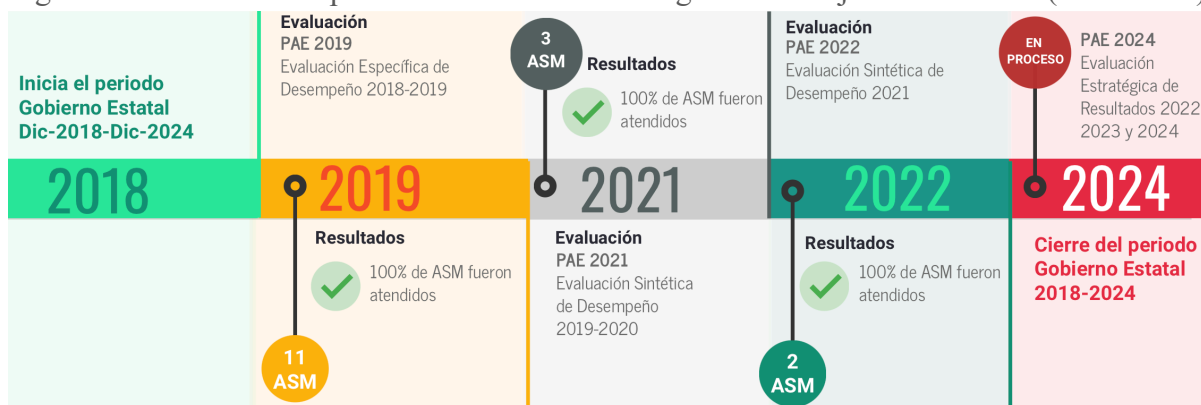 Inicia el periodo
Gobierno Estatal
Dic-2018-Dic-2024
2018
Evaluación
PAE 2019
Evaluación Específica de
Desempeño 2018-2019
2019
Resultados
100% de ASM fueron
atendidos
11
ASM
3
ASM
Resultados
100% de ASM fueron
atendidos
2021
Evaluación
PAE 2021
Evaluación Sintética
de Desempeño
2019-2020
Evaluación
PAE 2022
Evaluación Sintética de
Desempeño 2021
2022
Resultados
100% de ASM fueron
atendidos
2
ASM
EN
PROCESO
PAE 2024
Evaluación
Estratégica de
Resultados 2022
2023 y 2024
2024
Cierre del periodo
Gobierno Estatal
2018-2024